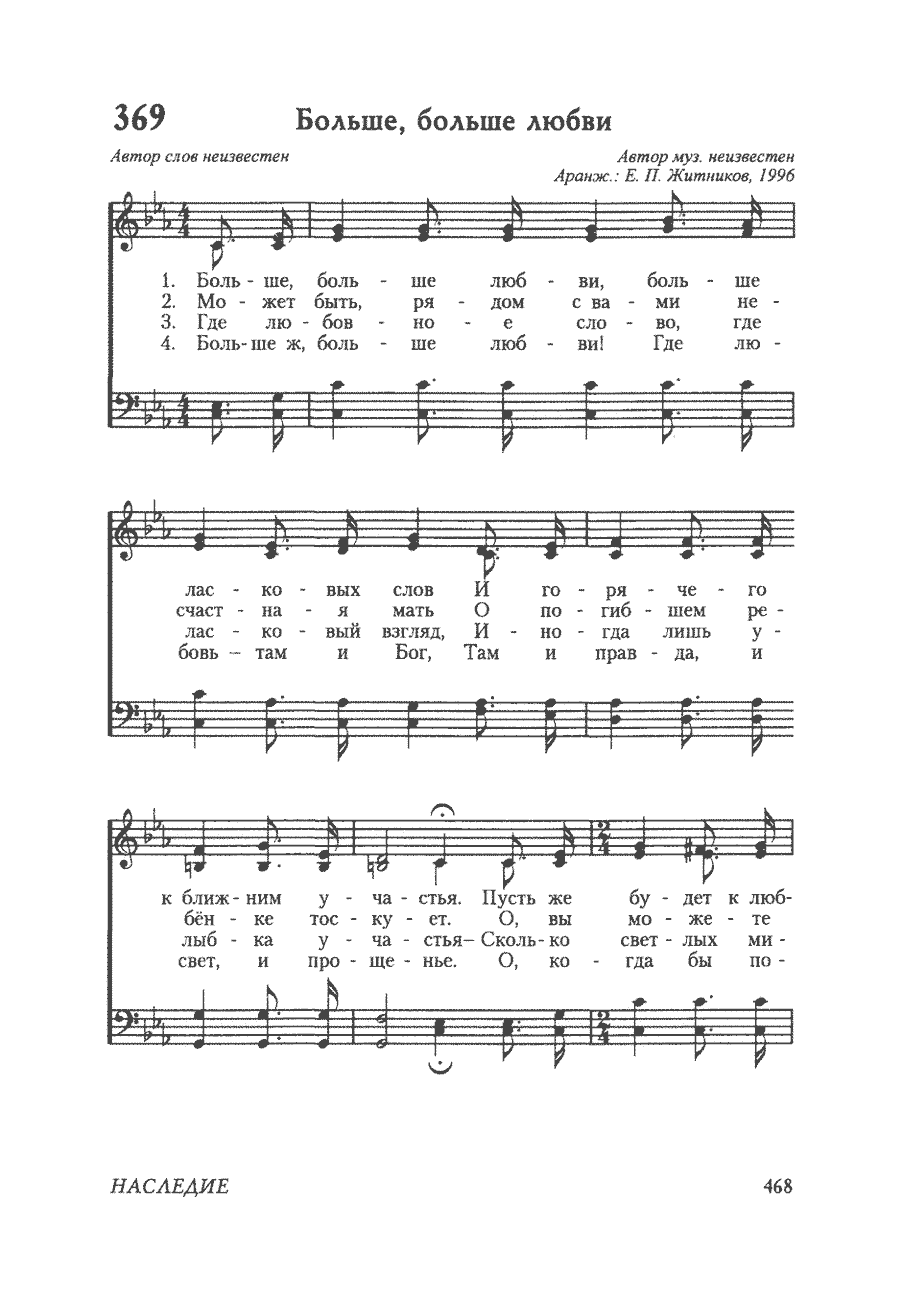 369 Больше, больше любви
Автор слов неизвестен Автор муз. неизвестен
Аранж.: Е. П. Житников, 1996
1. Боль - ше, боль - ше люб - ви, боль - ше
2. Мо - жет быть, ря - дом с ва - ми не -
3. Где лю - бов - но - е сло - во, где
4. Боль- ше ж, боль - ше люб - ви! Где лю -
лас - ко - вых слов И го - ря - че - го
счаст - на - я мать О по - гиб - шем ре -
лас - ко - вый взгляд, И - но - гда лишь у -
бовь – там и Бог, Там и прав - да, и
к ближ- ним у - ча - стья. Пусть же бу - дет к люб-
бён - ке тос - ку - ет. О, вы мо - же - те
лыб - ка у - ча - стья– Сколь- ко свет - лых ми -
свет, и про - ще - нье. О, ко - гда бы по -
НАСЛЕДИЕ 468